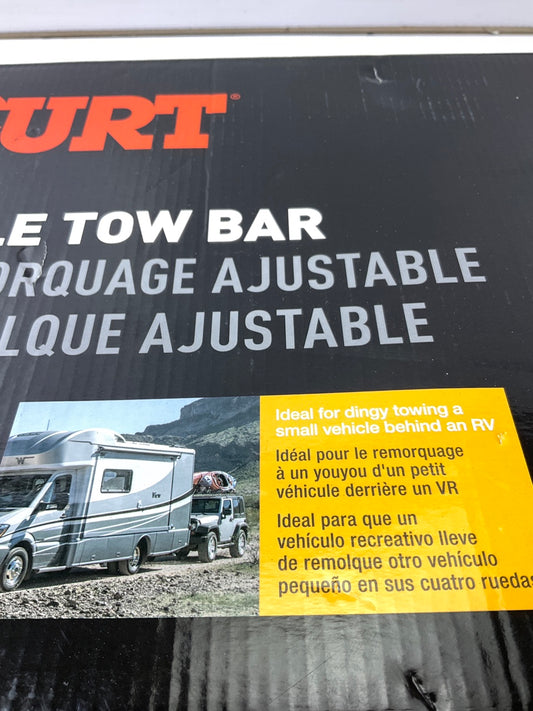 CURT®
LE TOW BAR
ORQUAGE AJUSTABLE
LQUE AJUSTABLE
Ideal for dingy towing a
small vehicle behind an RV
Idéal pour le remorquage
à un youyou d'un petit
véhicule derrière un VR
Ideal para que un
vehículo recreativo lleve
de remolque otro vehículo
pequeño en sus cuatro ruedas
View